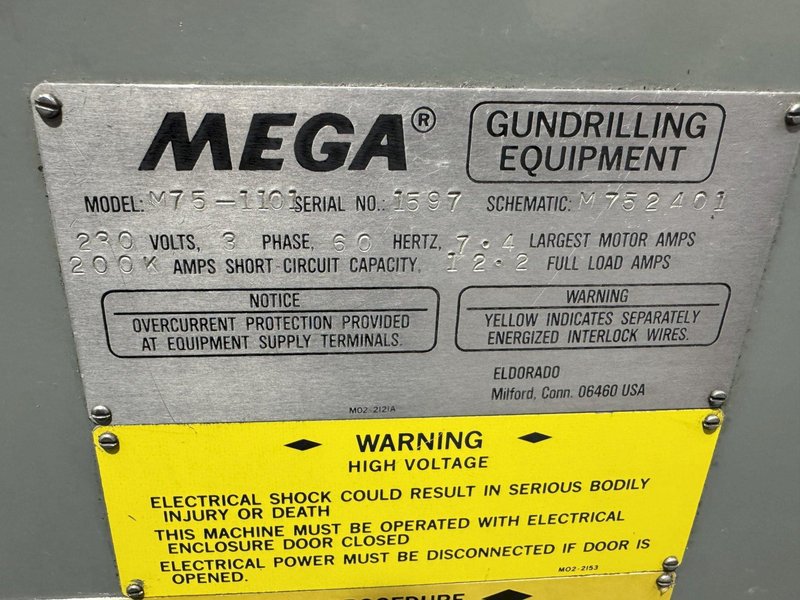 MEGA®
GUNDRILLING
EQUIPMENT
MODEL: M75-1101 SERIAL NO.: 1597 SCHEMATIC: M752401
230 VOLTS, 3 PHASE, 60 HERTZ, 7.4 LARGEST MOTOR AMPS
200K AMPS SHORT-CIRCUIT CAPACITY, 12.2 FULL LOAD AMPS
NOTICE
OVERCURRENT PROTECTION PROVIDED
AT EQUIPMENT SUPPLY TERMINALS.
WARNING
YELLOW INDICATES SEPARATELY
ENERGIZED INTERLOCK WIRES.
ELDORADO
Milford, Conn. 06460 USA
MO2-2121A
WARNING
HIGH VOLTAGE
ELECTRICAL SHOCK COULD RESULT IN SERIOUS BODILY
INJURY OR DEATH
THIS MACHINE MUST BE OPERATED WITH ELECTRICAL
ENCLOSURE DOOR CLOSED
ELECTRICAL POWER MUST BE DISCONNECTED IF DOOR IS
OPENED.
MO2-2153